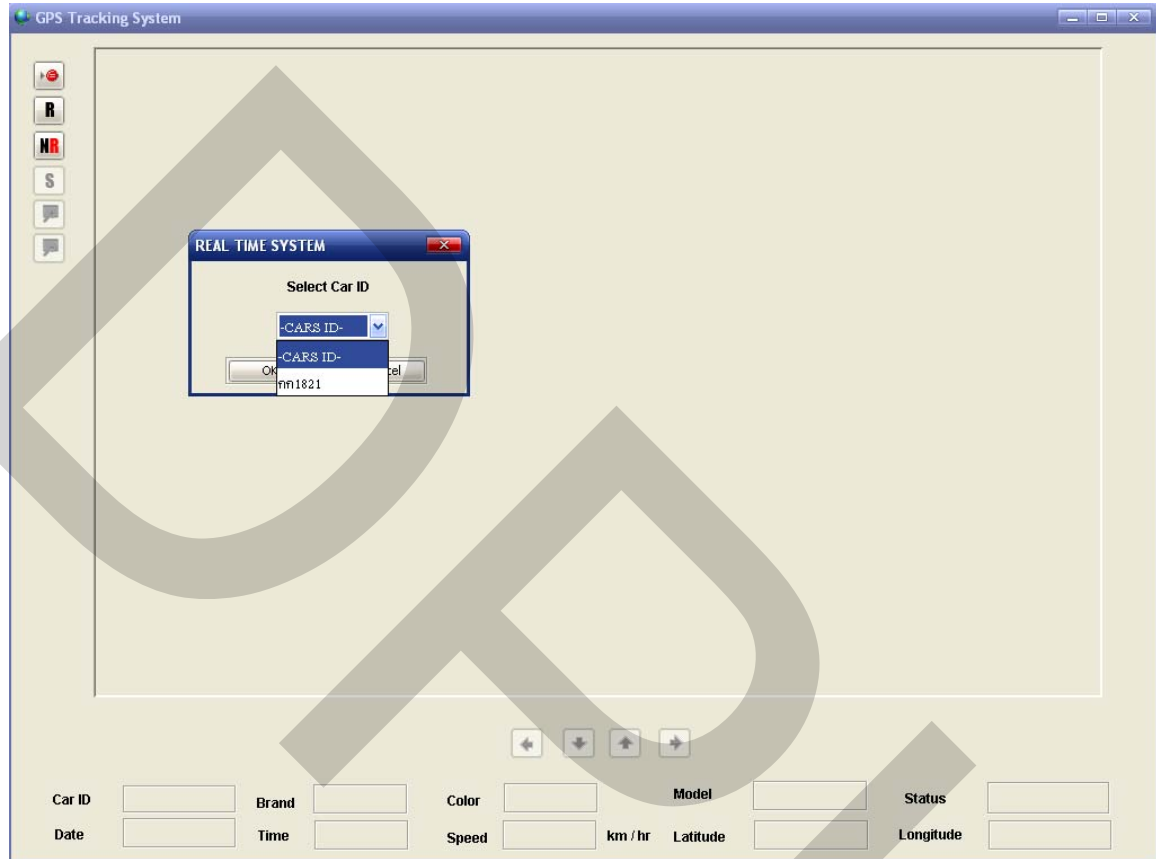 GPS Tracking System
R
NR
S
REAL TIME SYSTEM
Select Car ID
-CARS ID-
-CARS ID-
กก1821
Car ID
Brand
Color
Model
Status
Date
Time
Speed
km / hr
Latitude
Longitude